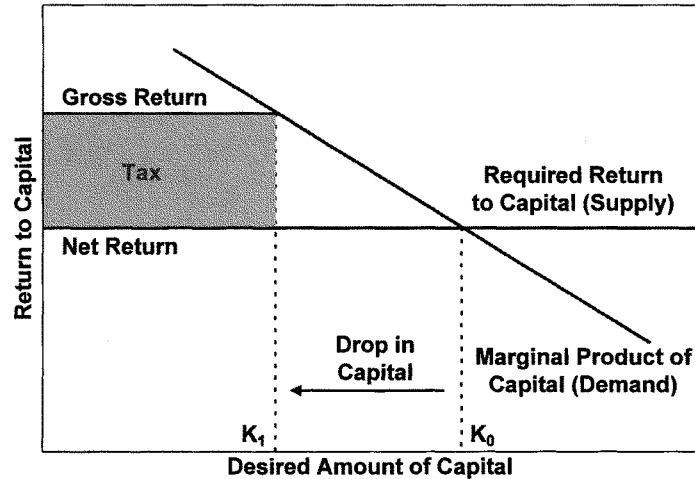 Gross Return
Tax
Required Return
to Capital (Supply)
Net Return
Return to Capital
Drop in
Capital
Marginal Product of
Capital (Demand)
K₁
K₀
Desired Amount of Capital